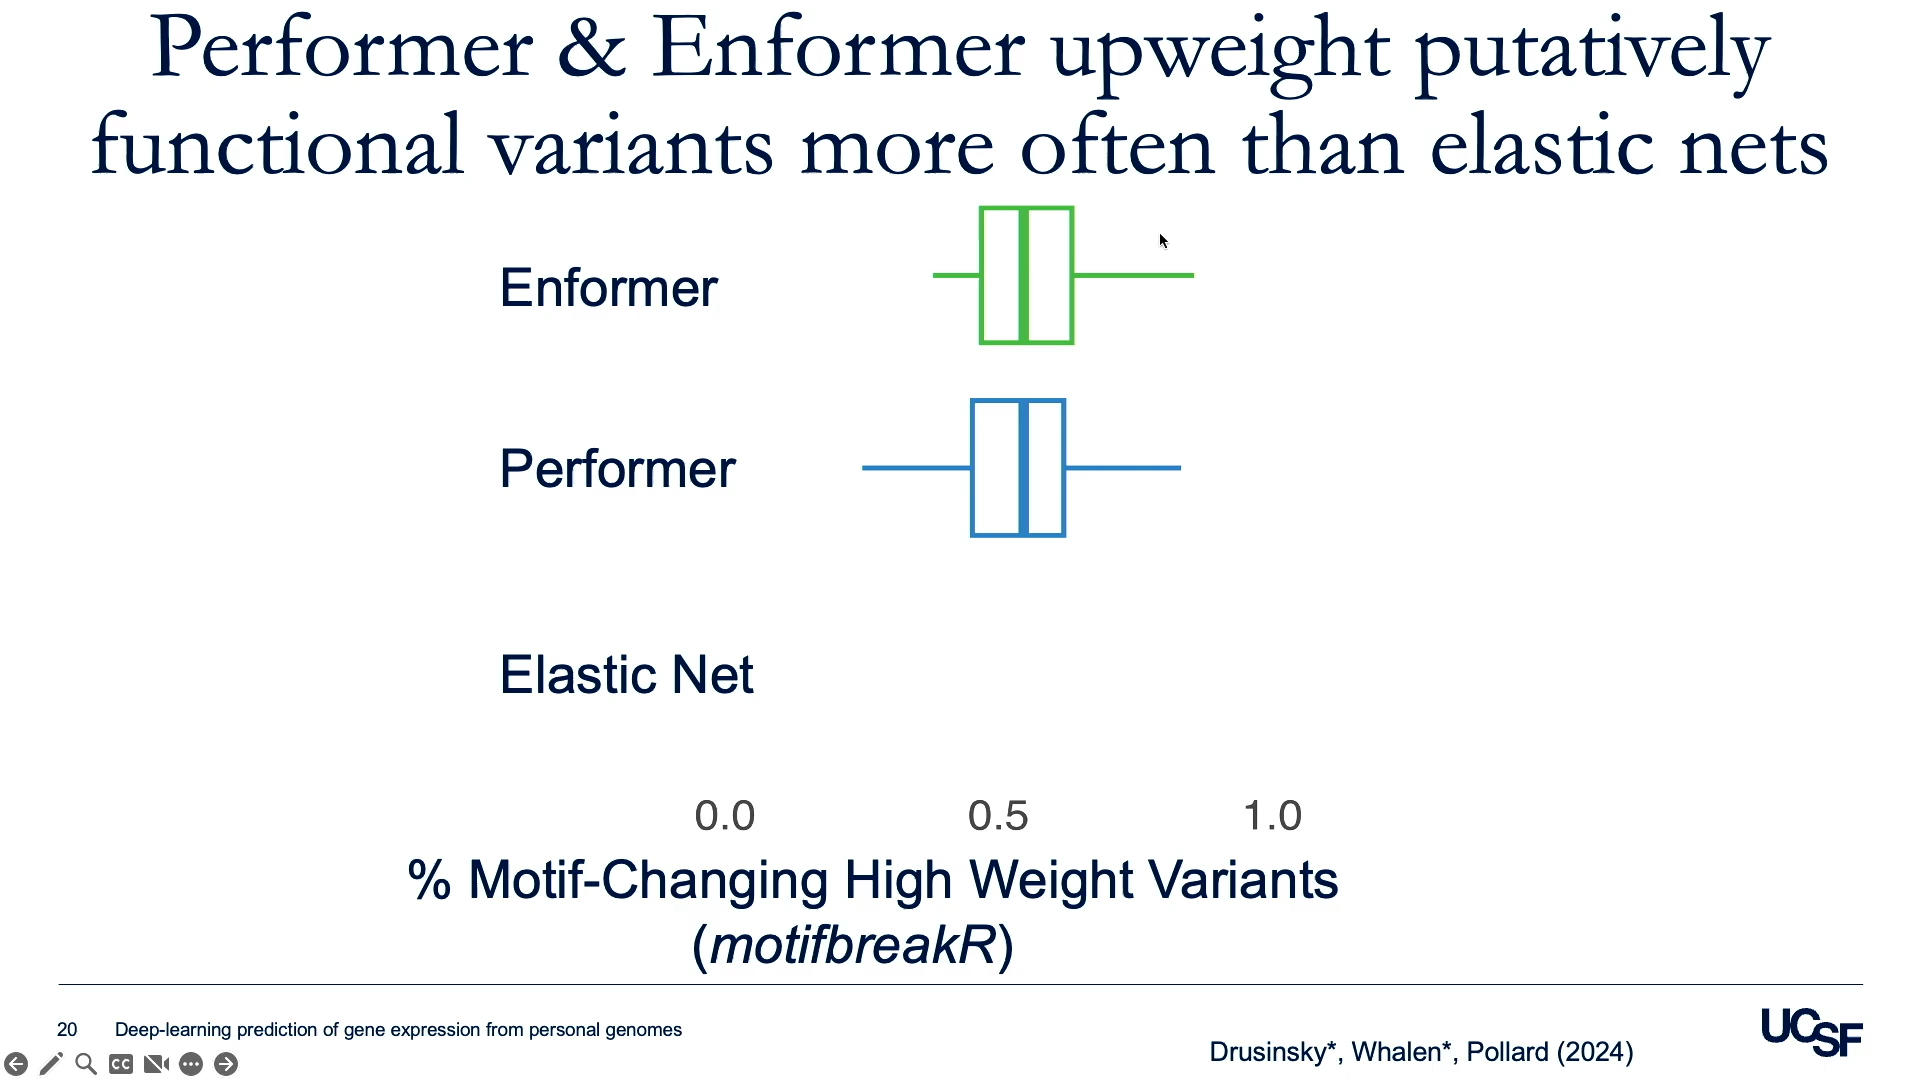 Performer & Enformer upweight putatively
functional variants more often than elastic nets
Enformer
Performer
Elastic Net
0.0 0.5 1.0
% Motif-Changing High Weight Variants
(motifbreakR)
20 Deep-learning prediction of gene expression from personal genomes
Drusinsky*, Whalen*, Pollard (2024)
UCSF
CC